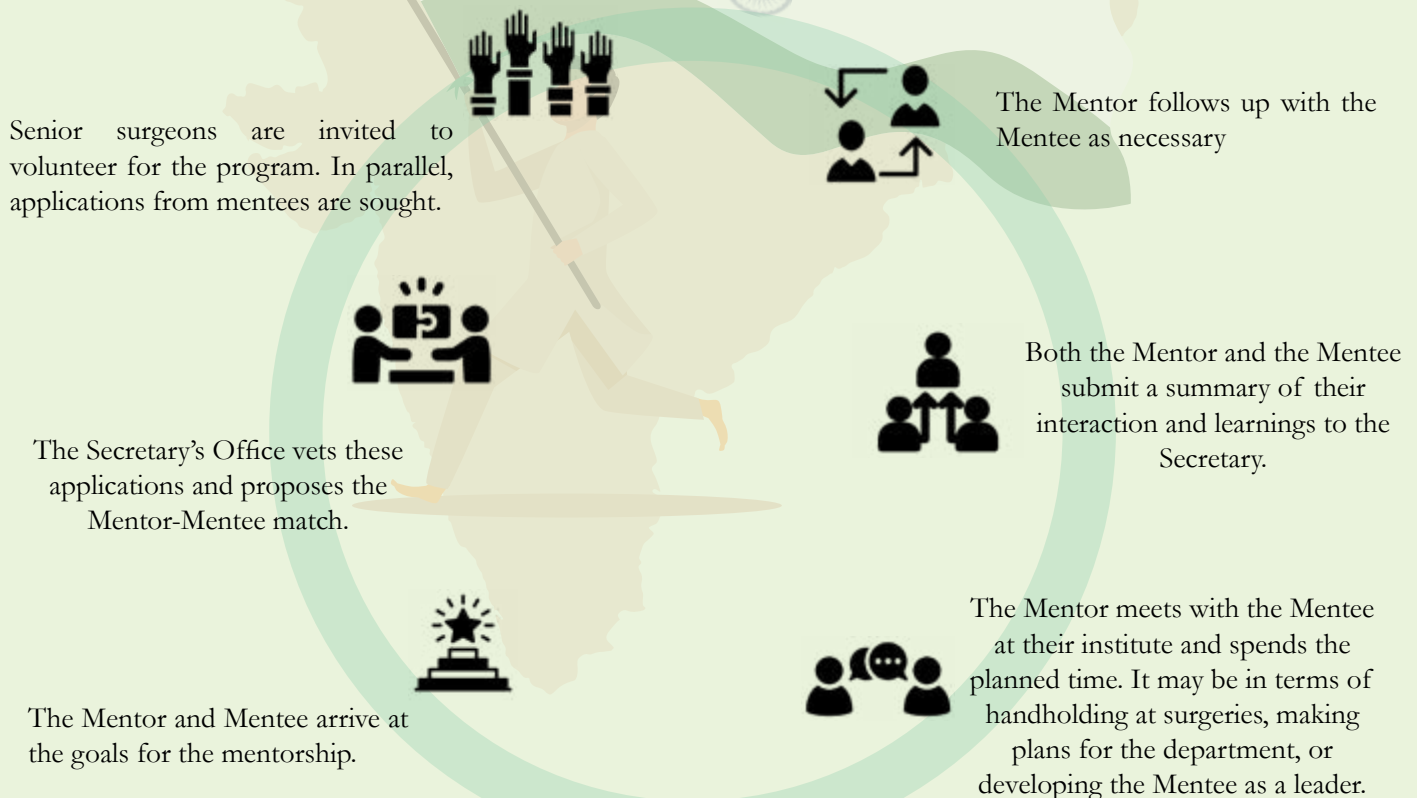 Senior surgeons are invited to
volunteer for the program. In parallel,
applications from mentees are sought.
The Secretary’s Office vets these
applications and proposes the
Mentor-Mentee match.
The Mentor and Mentee arrive at
the goals for the mentorship.
The Mentor meets with the Mentee
at their institute and spends the
planned time. It may be in terms of
handholding at surgeries, making
plans for the department, or
developing the Mentee as a leader.
Both the Mentor and the Mentee
submit a summary of their
interaction and learnings to the
Secretary.
The Mentor follows up with the
Mentee as necessary